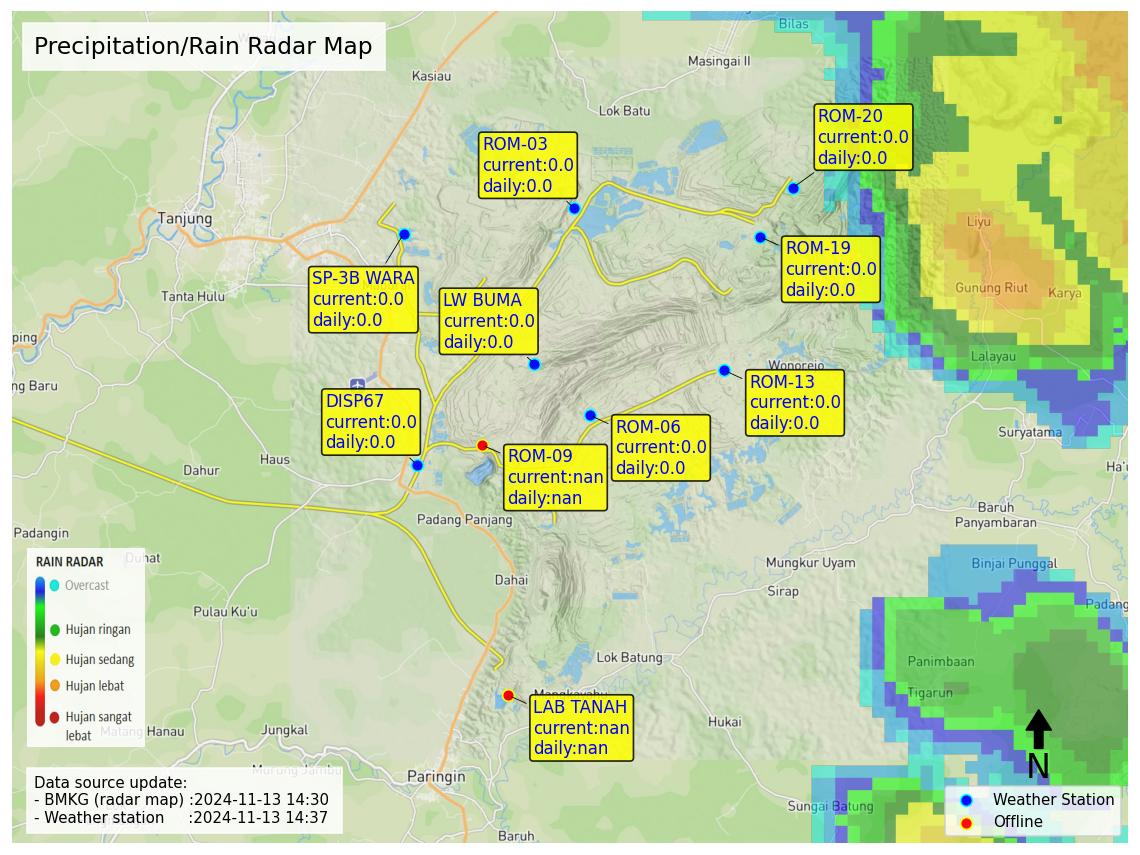 Precipitation/Rain Radar Map
Bilas
Masingai II
Kasiau
Lok Batu
ROM-20
current:0.0
daily:0.0
ROM-03
current:0.0
daily:0.0
Tanjung
Liyu
ROM-19
current:0.0
daily:0.0
SP-3B WARA
current:0.0
daily:0.0
Tanta Hulu
LW BUMA
current:0.0
daily:0.0
Gunung Riut
Karya
ping
Lalayau
Wonorejo
ng Baru
ROM-13
current:0.0
daily:0.0
DISP67
current:0.0
daily:0.0
ROM-06
current:0.0
daily:0.0
Suryatama
ROM-09
current:nan
daily:nan
Haus
Dahur
Ha'u
Baruh
Panyambaran
Padang Panjang
Padangin
Duhat
Mungkur Uyam
Binjai Punggal
Dahai
Sirap
Padang
Pulau Ku'u
RAIN RADAR
Overcast
Hujan ringan
Hujan sedang
Hujan lebat
Hujan sangat
lebat
Lok Batung
Panimbaan
Tigarun
Mangkayahu
LAB TANAH
current:nan
daily:nan
Hukai
Matang Hanau
Jungkal
Murung Jambu
Paringin
N
Sungai Batung
Baruh
Data source update:
- BMKG (radar map) :2024-11-13 14:30
- Weather station :2024-11-13 14:37
Weather Station
Offline